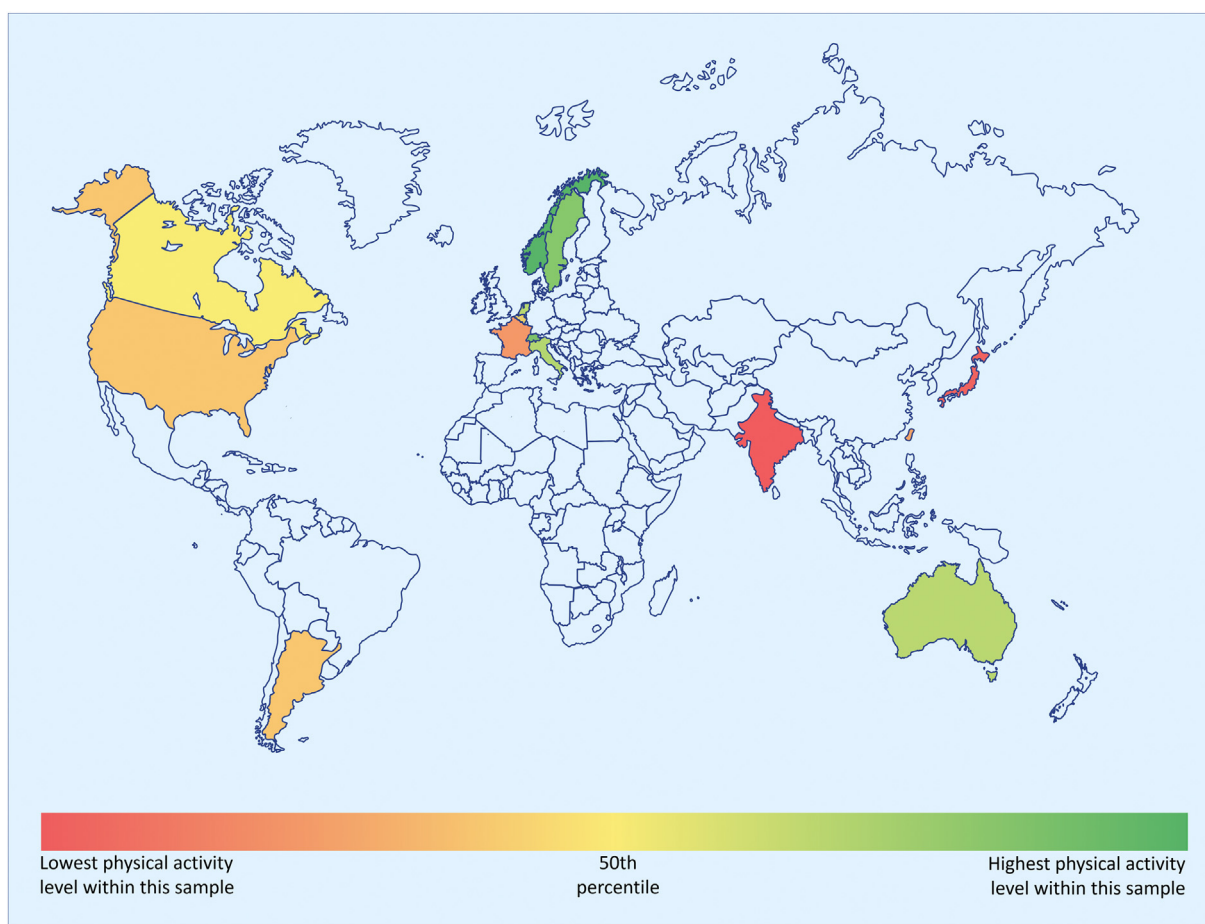 Lowest physical activity
level within this sample
50th
percentile
Highest physical activity
level within this sample